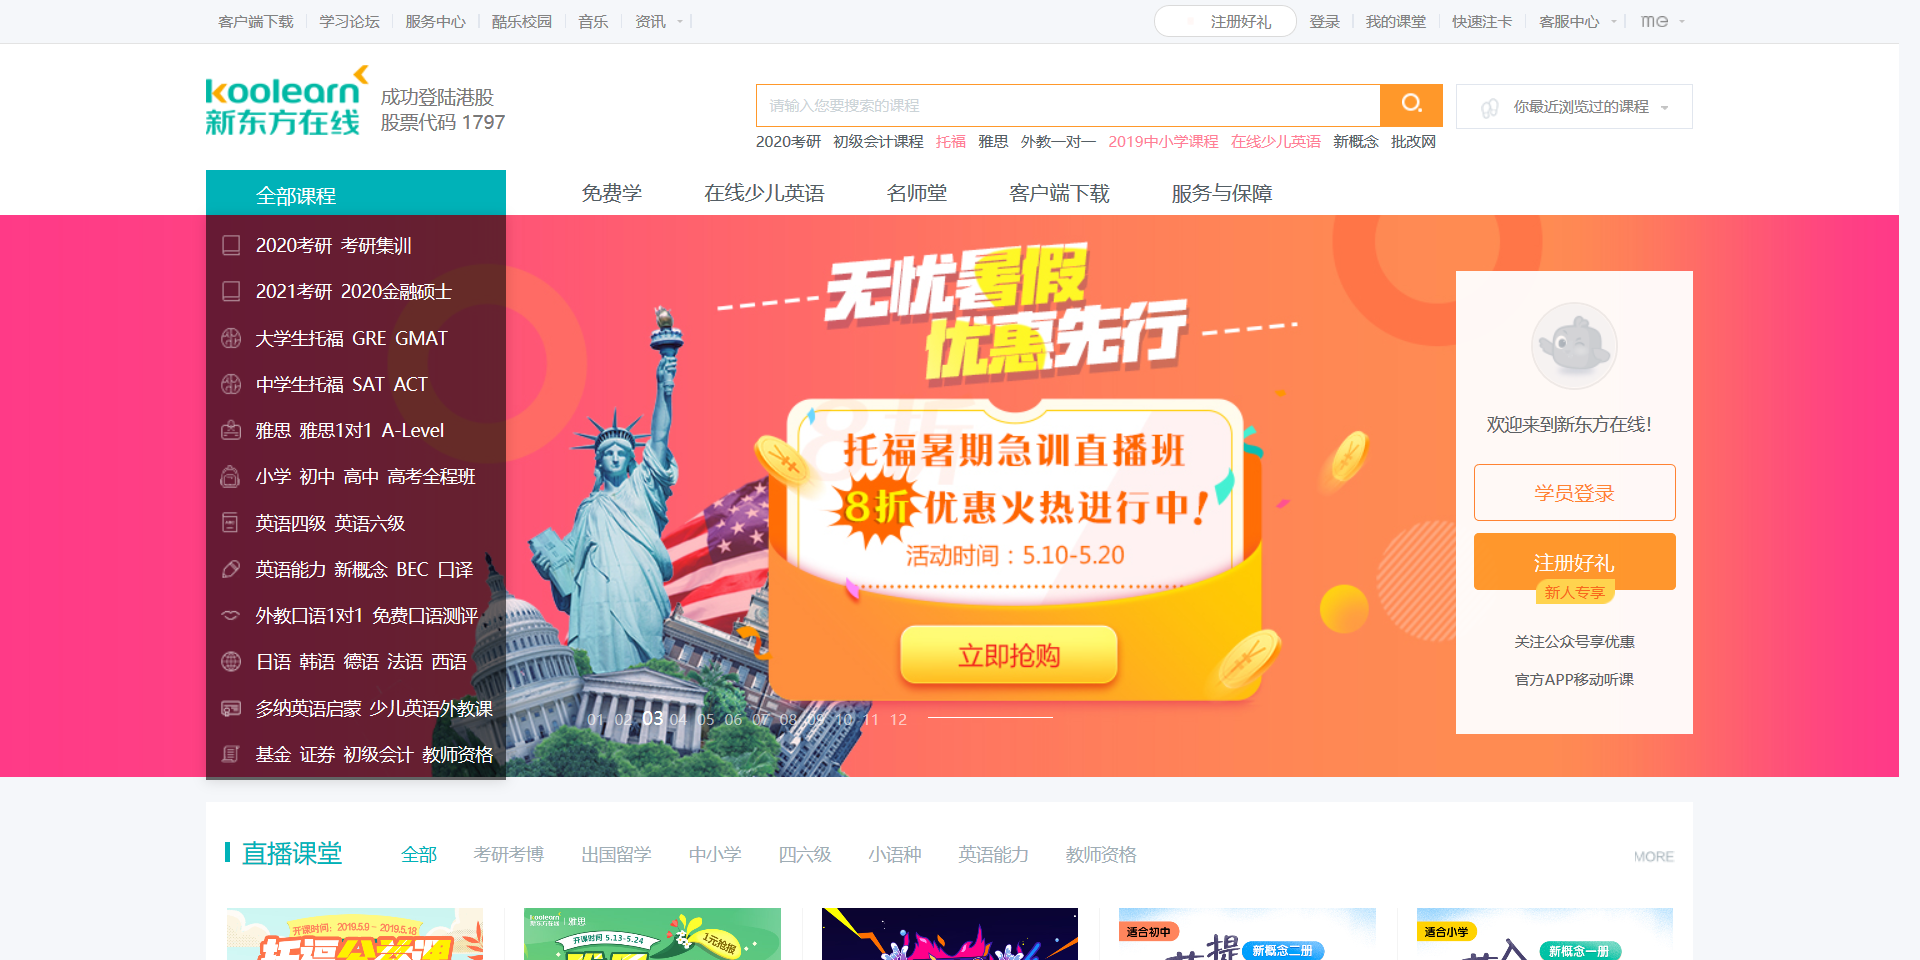 客户端下载 学习论坛 服务中心 酷乐校园 音乐 资讯 注册好礼 登录 我的课堂 快速注卡 客服中心 me
koolearn
新东方在线
成功登陆港股
股票代码 1797
请输入您要搜索的课程
你最近浏览过的课程
2020考研 初级会计课程 托福 雅思 外教一对一 2019中小学课程 在线少儿英语 新概念 批改网
全部课程 免费学 在线少儿英语 名师堂 客户端下载 服务与保障
2020考研 考研集训
2021考研 2020金融硕士
大学生托福 GRE GMAT
中学生托福 SAT ACT
雅思 雅思1对1 A-Level
小学 初中 高中 高考全程班
英语四级 英语六级
英语能力 新概念 BEC 口译
外教口语1对1 免费口语测评
日语 韩语 德语 法语 西语
多纳英语启蒙 少儿英语外教课
基金 证券 初级会计 教师资格
无忧暑假
优惠先行
托福暑期急训直播班
8折优惠火热进行中!
活动时间：5.10-5.20
立即抢购
01 02 03 04 05 06 07 08 09 10 11 12
欢迎来到新东方在线!
学员登录
注册好礼
新人专享
关注公众号享优惠
官方APP移动听课
直播课堂 全部 考研考博 出国留学 中小学 四六级 小语种 英语能力 教师资格 MORE
开课时间：2019.5.9～2019.5.18
koolearn 新东方在线 雅思
开课时间 5.13-5.24
1元抢报
适合初中
新概念二册
适合小学
新概念一册